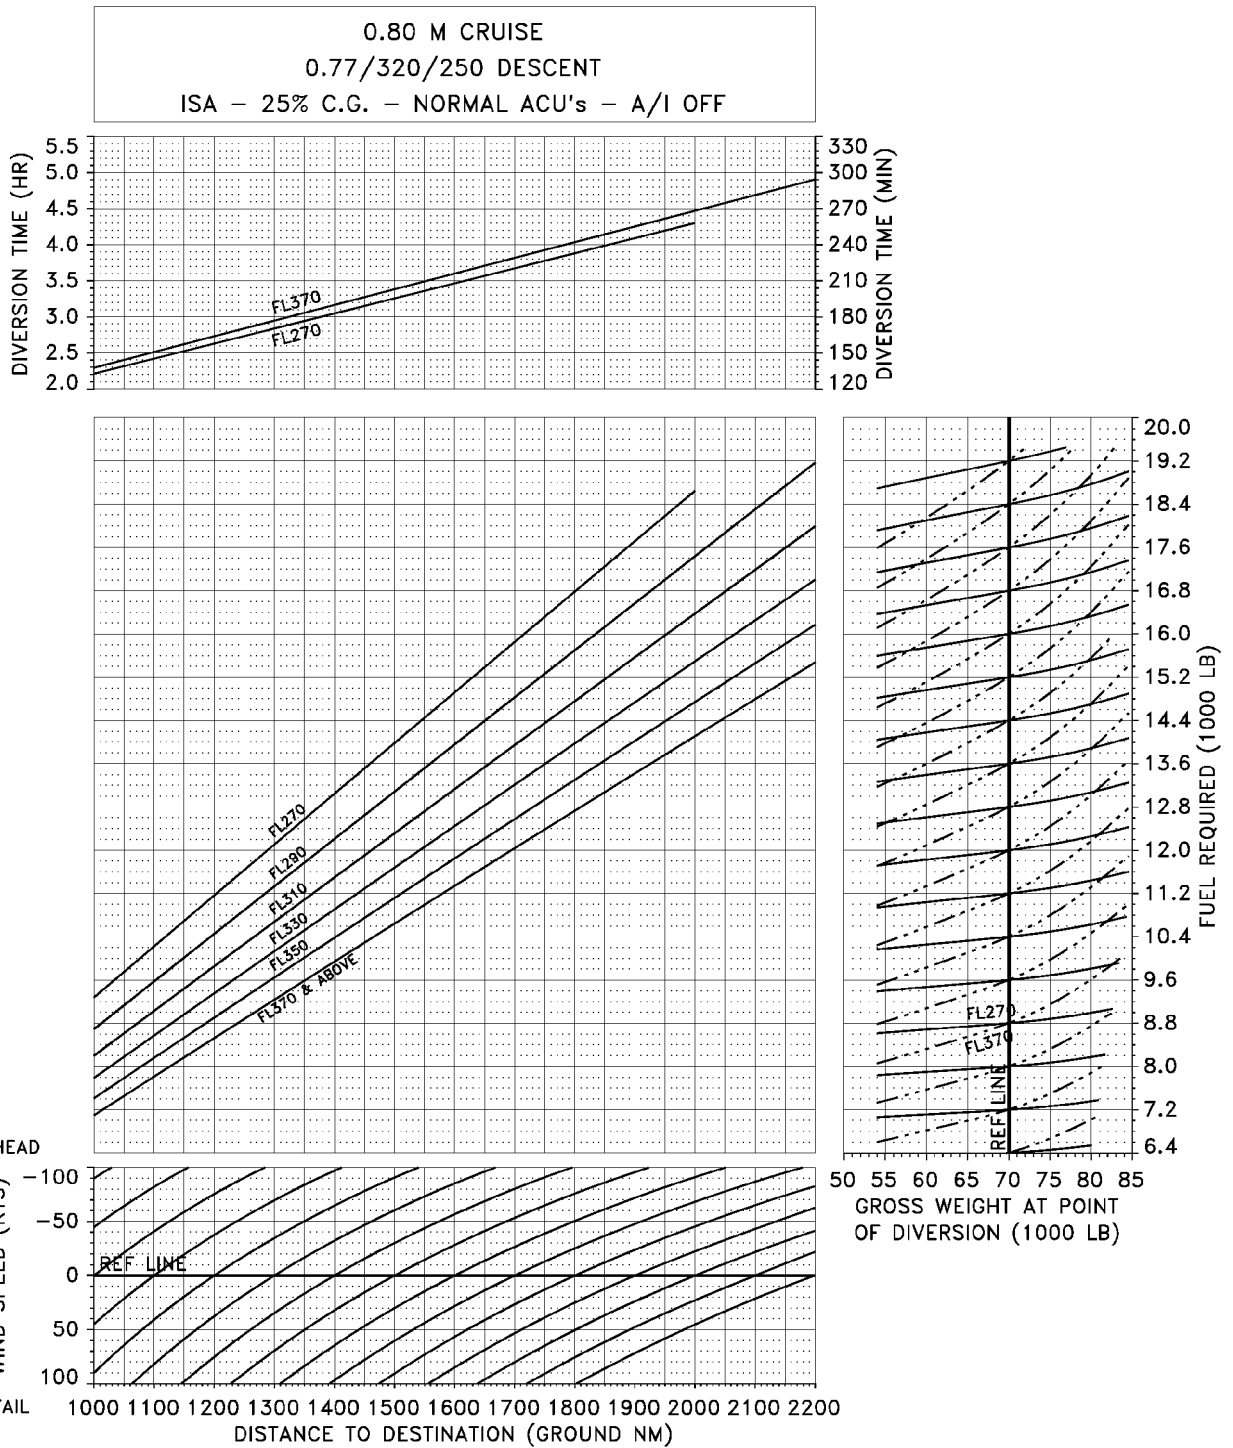 0.80 M CRUISE
0.77/320/250 DESCENT
ISA – 25% C.G. – NORMAL ACU's – A/I OFF
DIVERSION TIME (HR)
5.5
5.0
4.5
4.0
3.5
3.0
2.5
2.0
FL370
FL270
330
300
270
240
210
180
150
120
DIVERSION TIME (MIN)
FL270
FL290
FL310
FL330
FL350
FL370 & ABOVE
20.0
19.2
18.4
17.6
16.8
16.0
15.2
14.4
13.6
12.8
12.0
11.2
10.4
9.6
8.8
8.0
7.2
6.4
FUEL REQUIRED (1000 LB)
FL270
FL370
REF LINE
50 55 60 65 70 75 80 85
GROSS WEIGHT AT POINT
OF DIVERSION (1000 LB)
HEAD
-100
-50
0
50
100
REF LINE
1000 1100 1200 1300 1400 1500 1600 1700 1800 1900 2000 2100 2200
DISTANCE TO DESTINATION (GROUND NM)